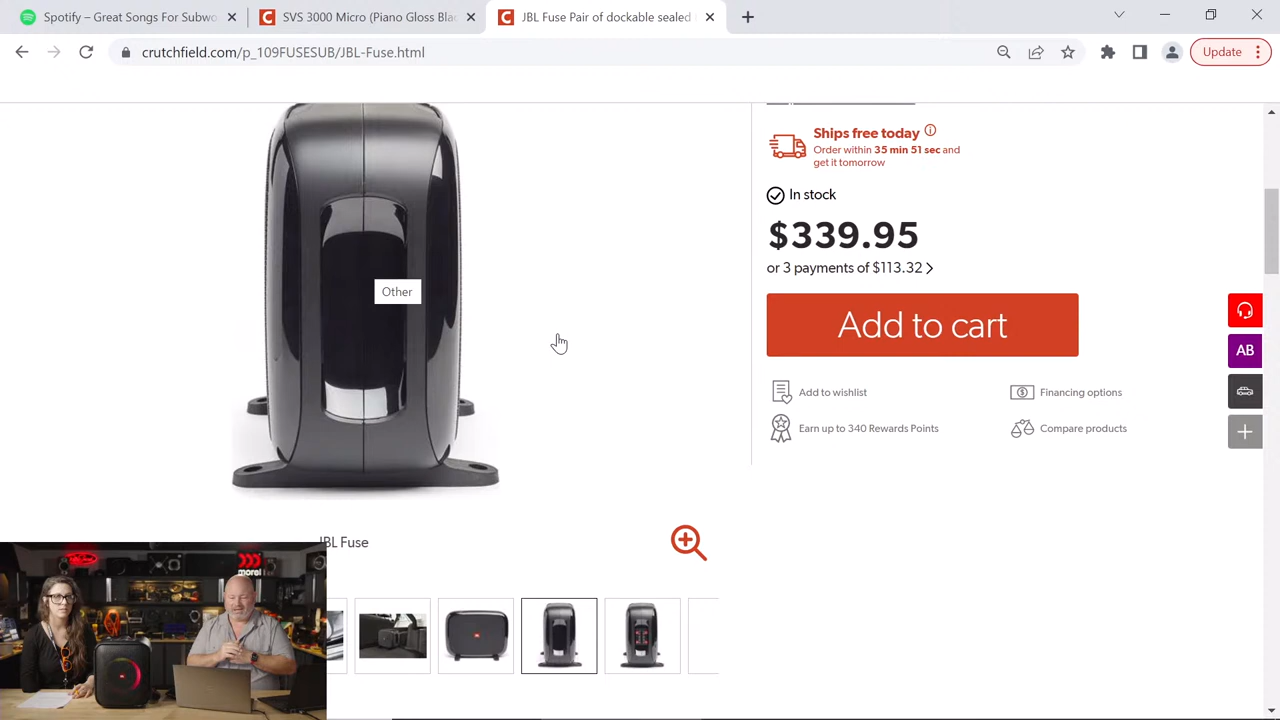 Spotify – Great Songs For Subwo
SVS 3000 Micro (Piano Gloss Blac
JBL Fuse Pair of dockable sealed
crutchfield.com/p_109FUSESUB/JBL-Fuse.html
Update
Ships free today
Order within 35 min 51 sec and
get it tomorrow
In stock
$339.95
or 3 payments of $113.32
Add to cart
Other
Add to wishlist
Financing options
Earn up to 340 Rewards Points
Compare products
AB
JBL Fuse
morel